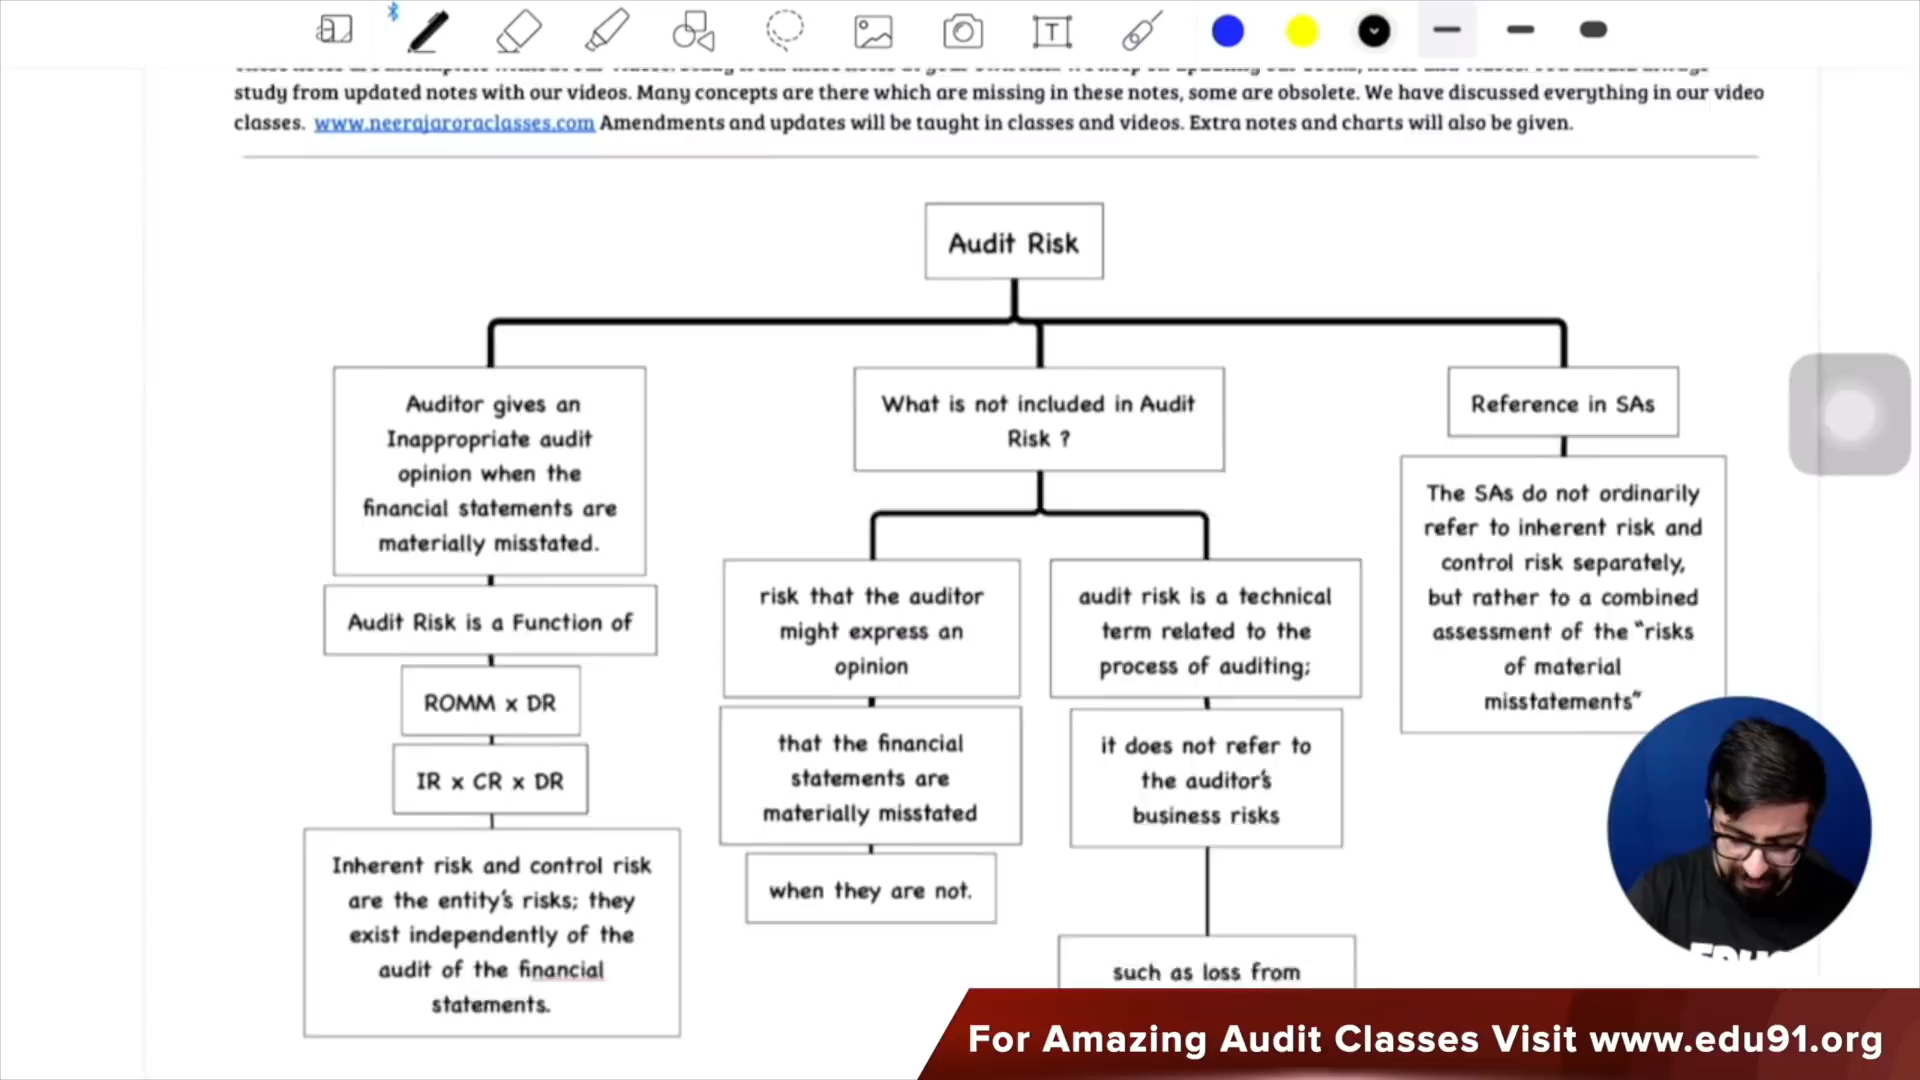 study from updated notes with our videos. Many concepts are there which are missing in these notes, some are obsolete. We have discussed everything in our video
classes. www.neerajaroraclasses.com Amendments and updates will be taught in classes and videos. Extra notes and charts will also be given.
Audit Risk
Auditor gives an
Inappropriate audit
opinion when the
financial statements are
materially misstated.
Audit Risk is a Function of
ROMM x DR
IR x CR x DR
Inherent risk and control risk
are the entity's risks; they
exist independently of the
audit of the financial
statements.
What is not included in Audit
Risk ?
risk that the auditor
might express an
opinion
that the financial
statements are
materially misstated
when they are not.
audit risk is a technical
term related to the
process of auditing;
it does not refer to
the auditor's
business risks
such as loss from
Reference in SAs
The SAs do not ordinarily
refer to inherent risk and
control risk separately,
but rather to a combined
assessment of the “risks
of material
misstatements”
For Amazing Audit Classes Visit www.edu91.org